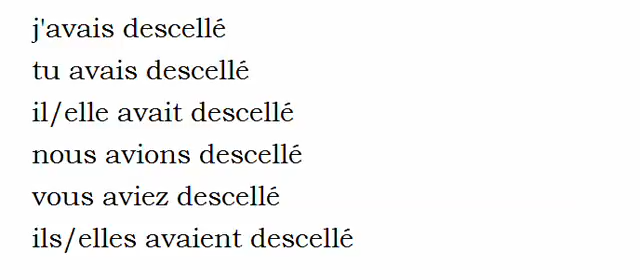 j'avais descellé
tu avais descellé
il/elle avait descellé
nous avions descellé
vous aviez descellé
ils/elles avaient descellé